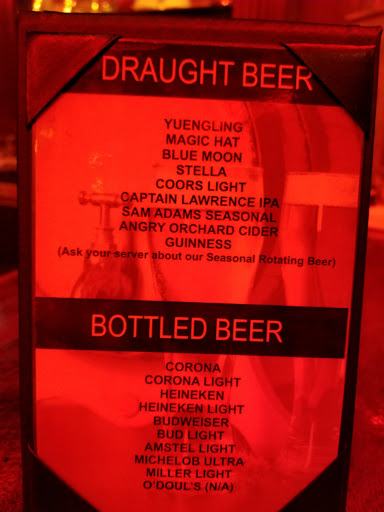 DRAUGHT BEER
YUENGLING
MAGIC HAT
BLUE MOON
STELLA
COORS LIGHT
CAPTAIN LAWRENCE IPA
SAM ADAMS SEASONAL
ANGRY ORCHARD CIDER
GUINNESS
(Ask your server about our Seasonal Rotating Beer)
BOTTLED BEER
CORONA
CORONA LIGHT
HEINEKEN
HEINEKEN LIGHT
BUDWEISER
BUD LIGHT
AMSTEL LIGHT
MICHELOB ULTRA
MILLER LIGHT
O'DOUL'S (N/A)